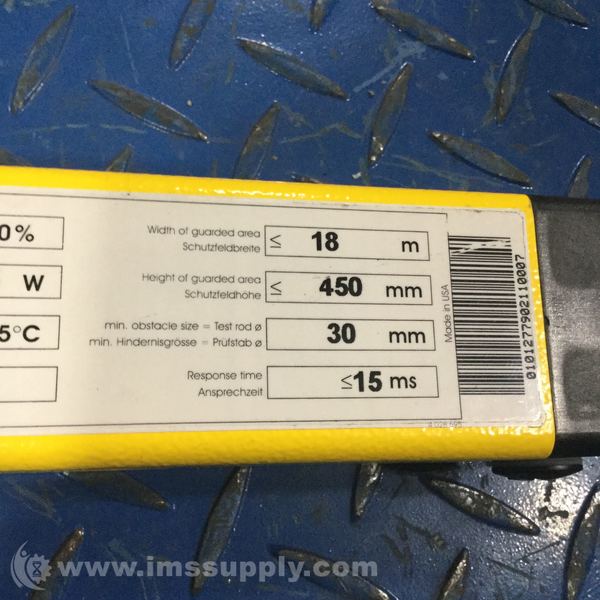 0%
W
5°C
Width of guarded area
Schutzfeldbreite
≤ 18 m
Height of guarded area
Schutzfeldhöhe
≤ 450 mm
min. obstacle size = Test rod ø
min. Hindernisgrösse = Prüfstab ø
30 mm
Response time
Ansprechzeit
≤15 ms
Made in USA
0101277902110007
www.imssupply.com